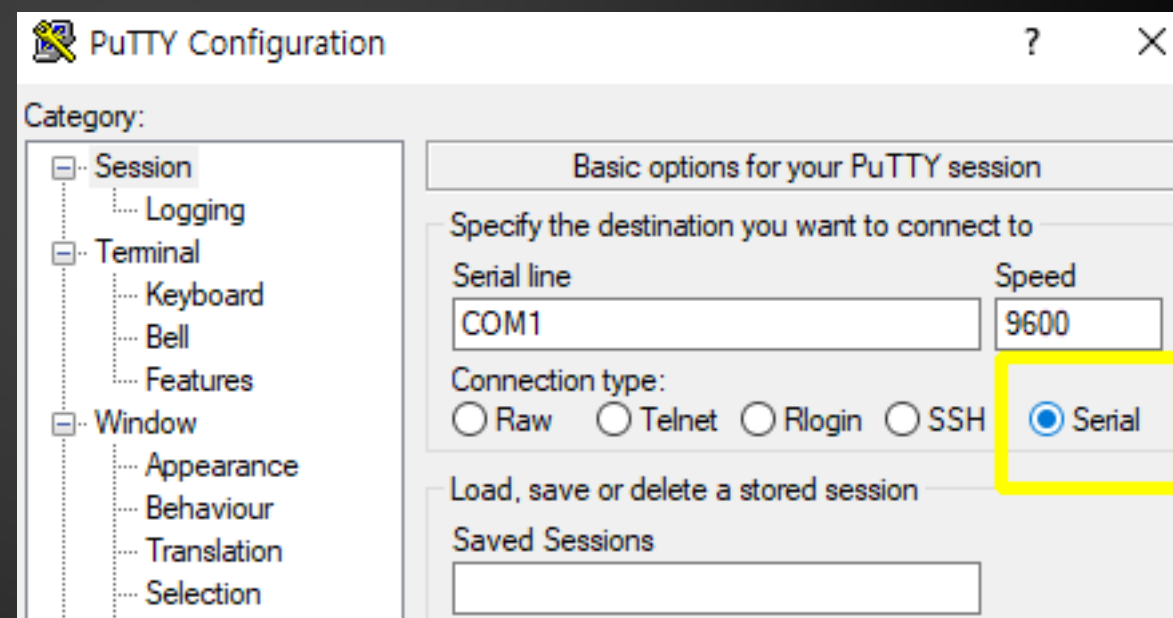 PuTTY Configuration
Category:
Session
Logging
Terminal
Keyboard
Bell
Features
Window
Appearance
Behaviour
Translation
Selection
Basic options for your PuTTY session
Specify the destination you want to connect to
Serial line Speed
COM1 9600
Connection type:
Raw Telnet Rlogin SSH Serial
Load, save or delete a stored session
Saved Sessions